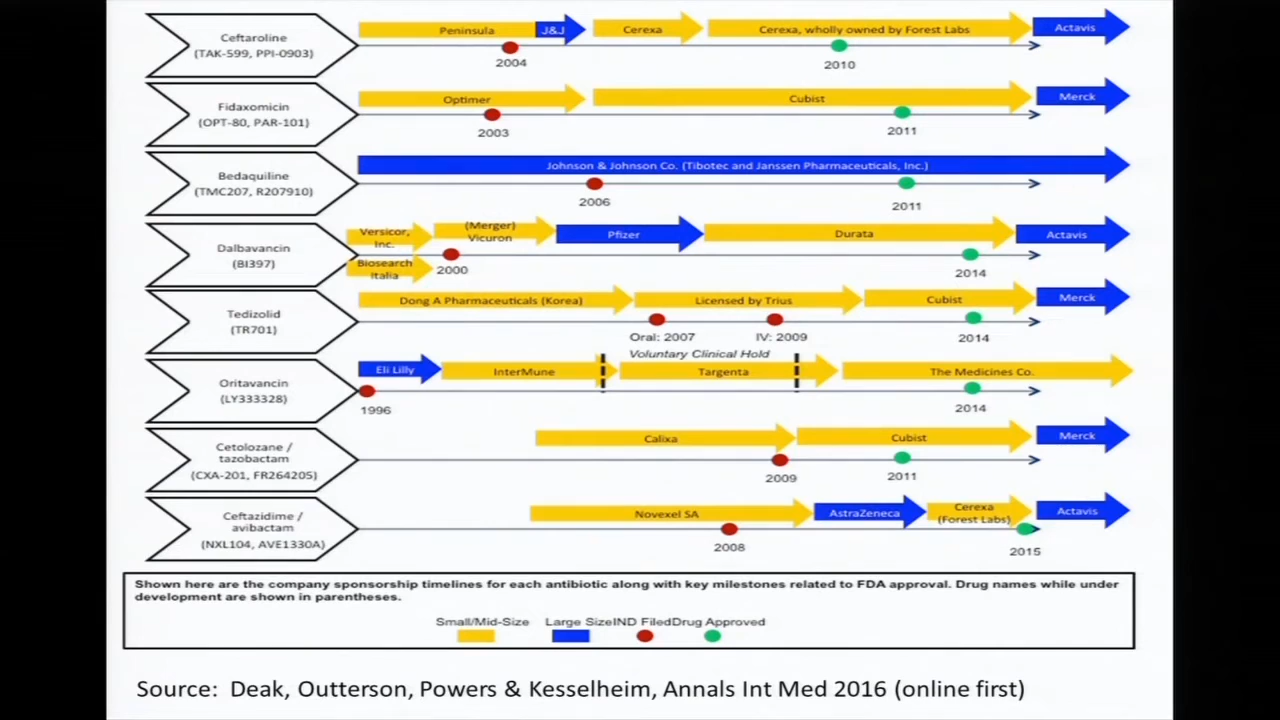 Ceftaroline
(TAK-599, PPI-0903)
Peninsula
J&J
Cerexa
Cerexa, wholly owned by Forest Labs
Actavis
2004
2010
Fidaxomicin
(OPT-80, PAR-101)
Optimer
Cubist
Merck
2003
2011
Bedaquiline
(TMC207, R207910)
Johnson & Johnson Co. (Tibotec and Janssen Pharmaceuticals, Inc.)
2006
2011
Dalbavancin
(BI397)
Versicor,
Inc.
Biosearch
Italia
(Merger)
Vicuron
Pfizer
Durata
Actavis
2000
2014
Tedizolid
(TR701)
Dong A Pharmaceuticals (Korea)
Licensed by Trius
Cubist
Merck
Oral: 2007
IV: 2009
2014
Oritavancin
(LY333328)
Voluntary Clinical Hold
Eli Lilly
InterMune
Targenta
The Medicines Co.
1996
2014
Cetolozane /
tazobactam
(CXA-201, FR264205)
Calixa
Cubist
Merck
2009
2011
Ceftazidime /
avibactam
(NXL104, AVE1330A)
Novexel SA
AstraZeneca
Cerexa
(Forest Labs)
Actavis
2008
2015
Shown here are the company sponsorship timelines for each antibiotic along with key milestones related to FDA approval. Drug names while under
development are shown in parentheses.
Small/Mid-Size Large Size IND Filed Drug Approved
Source: Deak, Outterson, Powers & Kesselheim, Annals Int Med 2016 (online first)